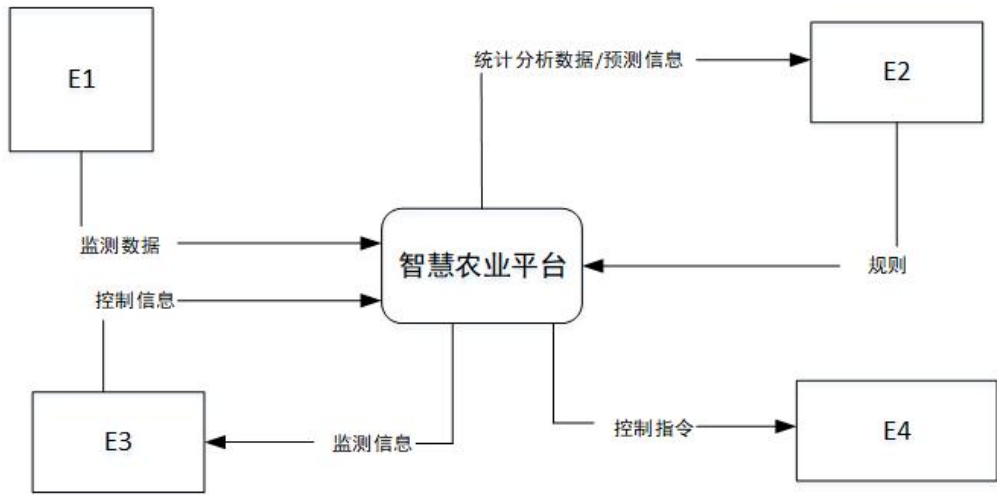 E1
统计分析数据/预测信息
E2
监测数据
智慧农业平台
规则
控制信息
E3
监测信息
控制指令
E4